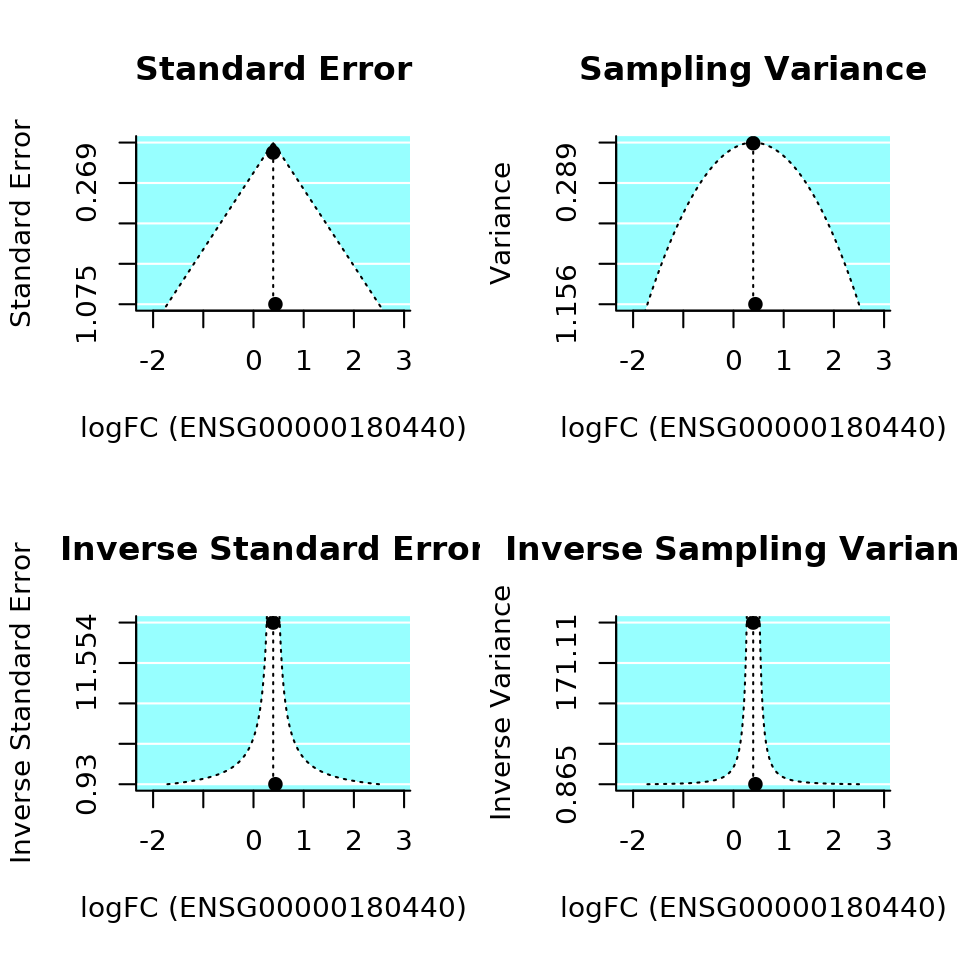 Standard Error
Standard Error
0.269
1.075
-2 0 1 2 3
logFC (ENSG00000180440)
Sampling Variance
Variance
0.289
1.156
-2 0 1 2 3
logFC (ENSG00000180440)
Inverse Standard Error
Inverse Standard Error
11.554
0.93
-2 0 1 2 3
logFC (ENSG00000180440)
Inverse Sampling Varian
Inverse Variance
171.11
0.865
-2 0 1 2 3
logFC (ENSG00000180440)